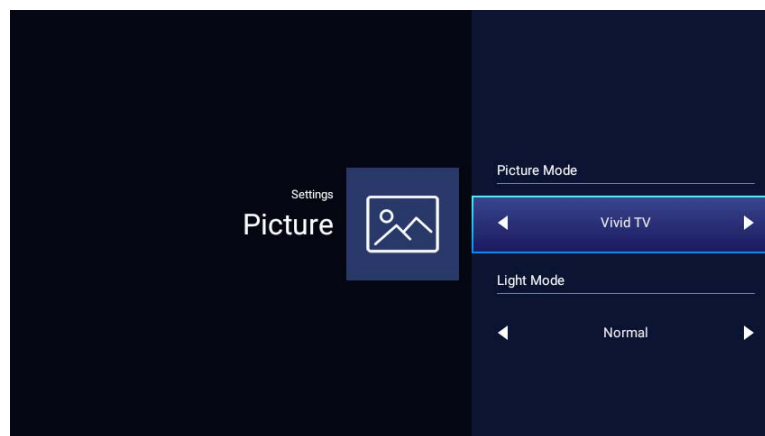 Settings
Picture
Picture Mode
Vivid TV
Light Mode
Normal